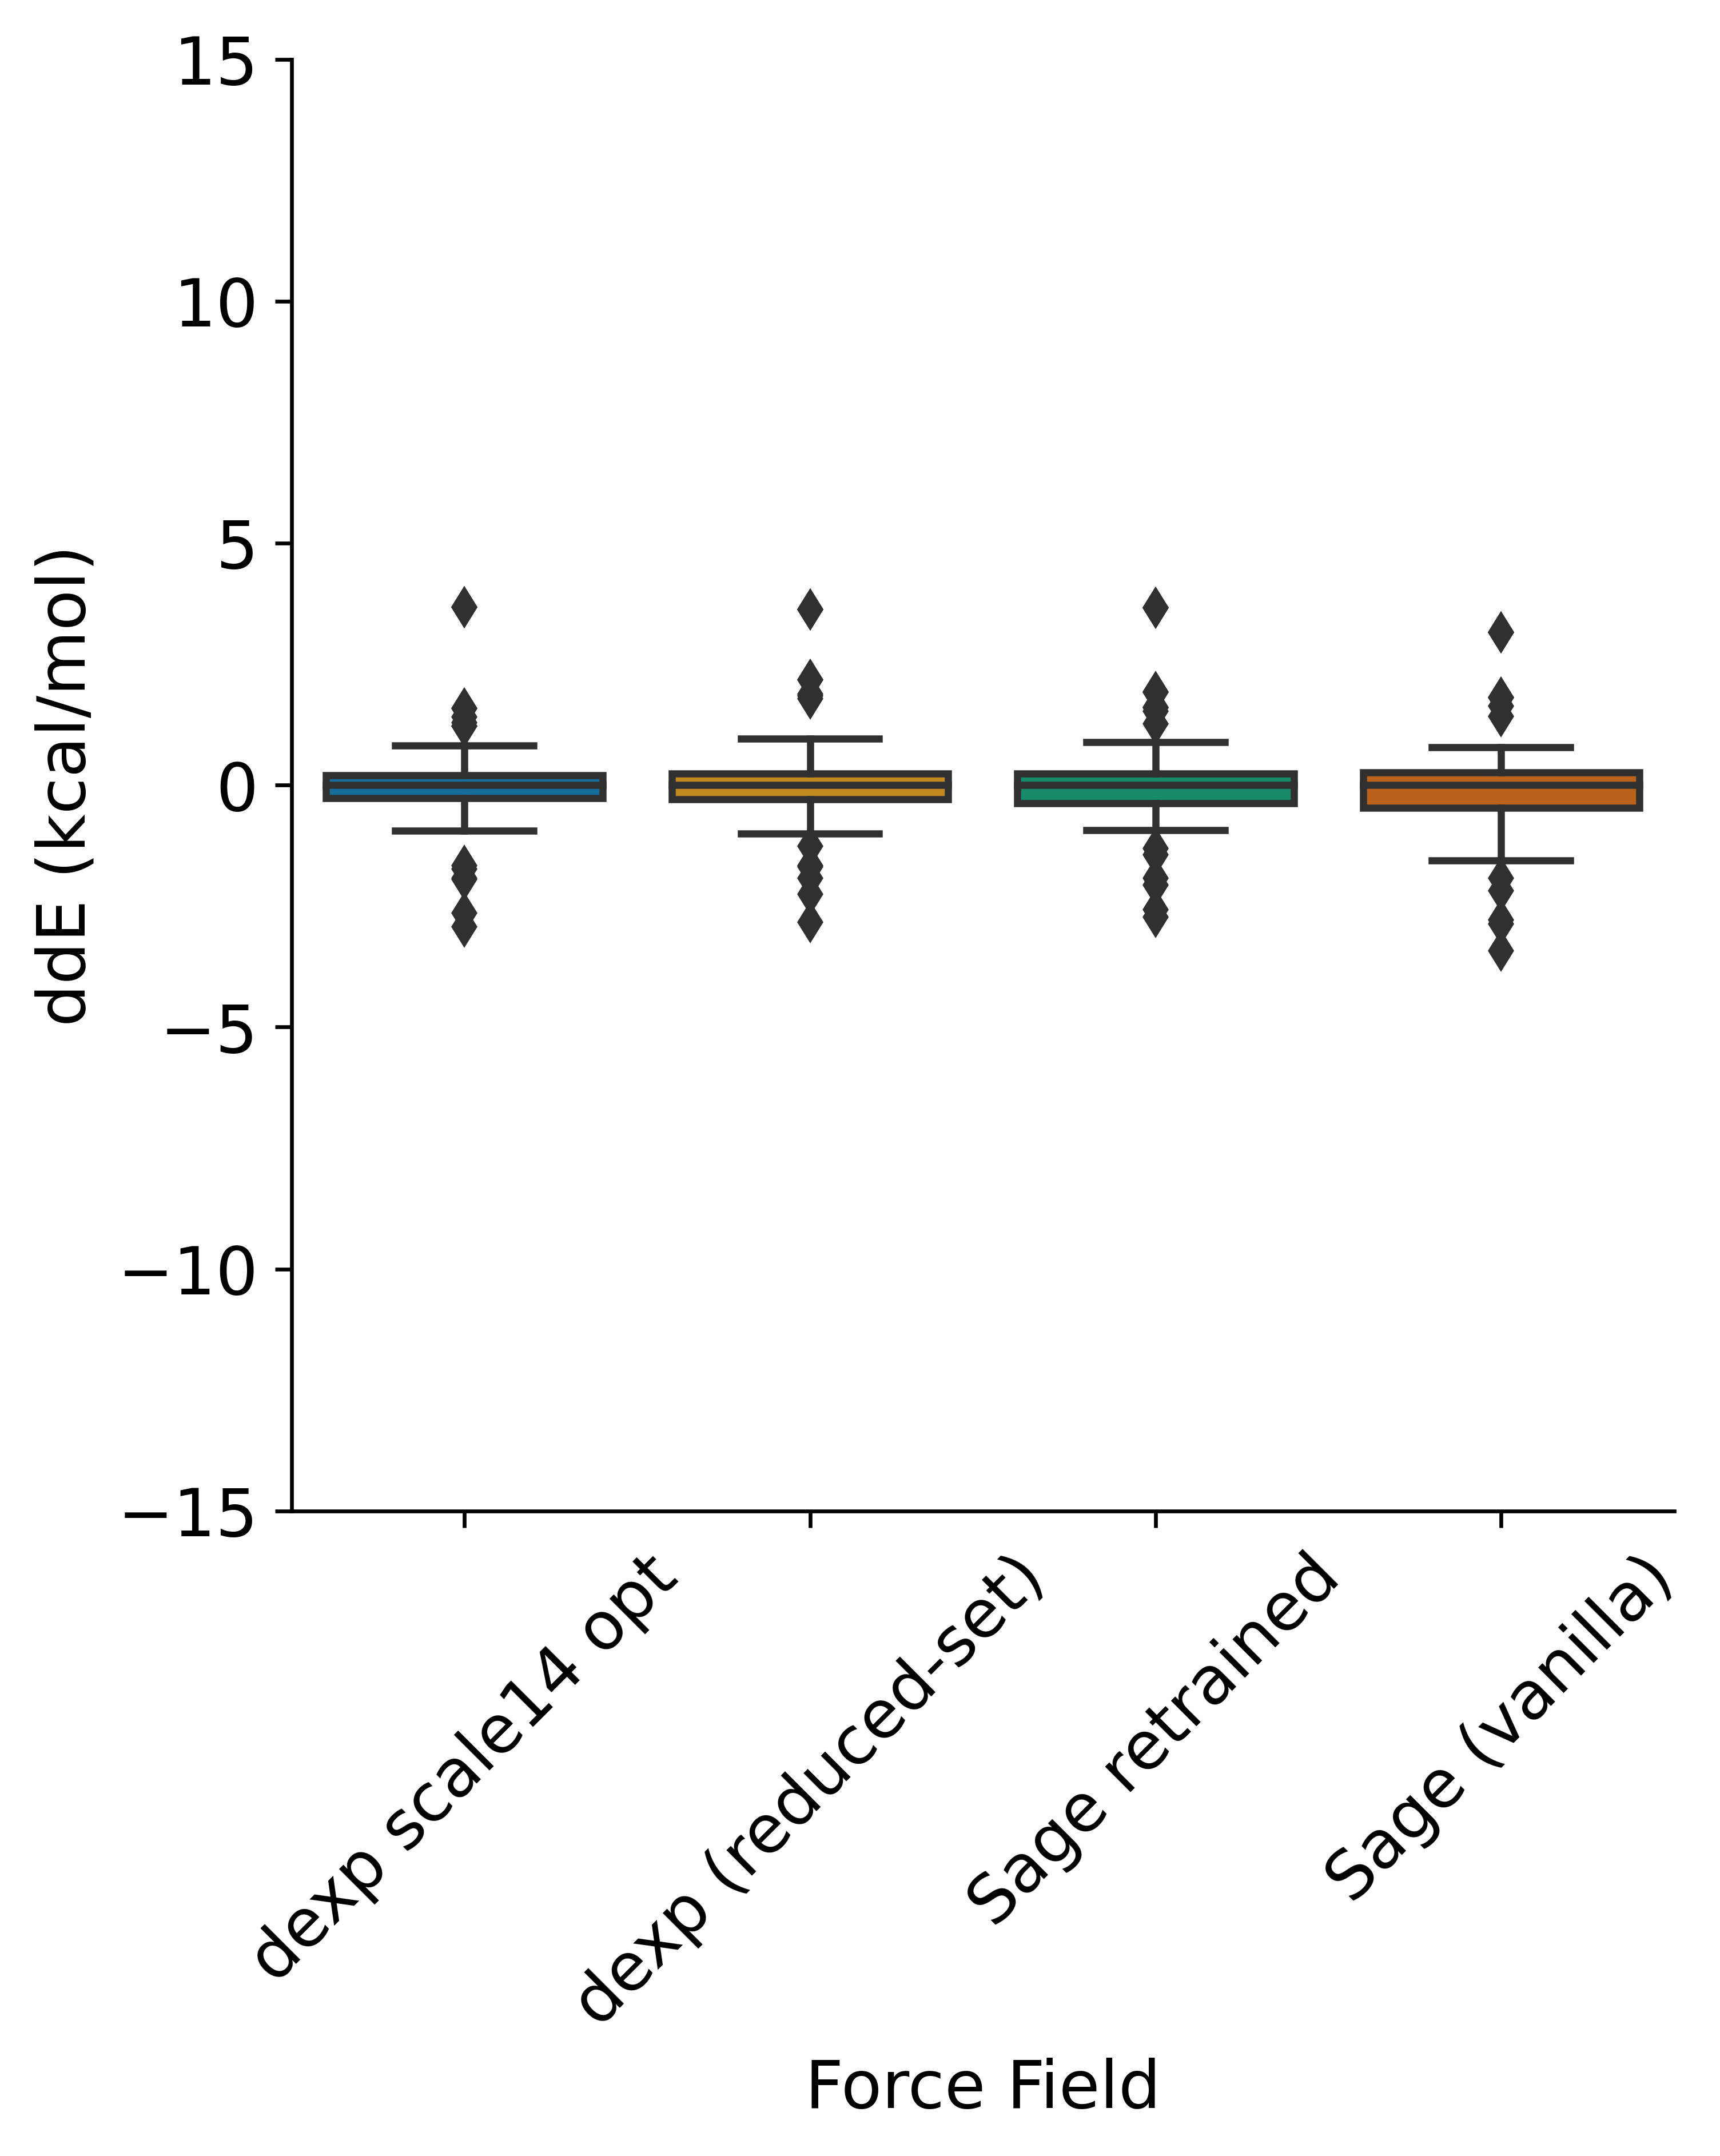 15
10
5
0
−5
−10
−15
ddE (kcal/mol)
dexp scale14 opt
dexp (reduced-set)
Sage retrained
Sage (vanilla)
Force Field